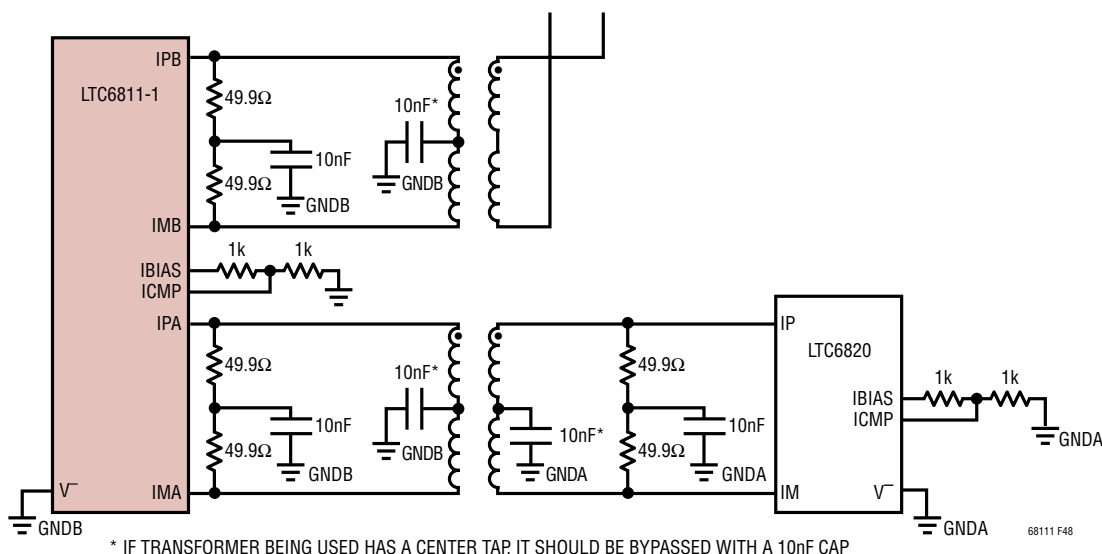 IPB
LTC6811-1
49.9Ω
10nF*
10nF
49.9Ω
GNDB
GNDB
IMB
1k
1k
IBIAS
ICMP
IPA
IP
49.9Ω
49.9Ω
LTC6820
10nF*
1k
1k
IBIAS
10nF
10nF*
10nF
ICMP
GNDA
49.9Ω
GNDB
49.9Ω
GNDB
GNDA
GNDA
V–
IMA
IM
V–
GNDB
GNDA
68111 F48
* IF TRANSFORMER BEING USED HAS A CENTER TAP, IT SHOULD BE BYPASSED WITH A 10nF CAP